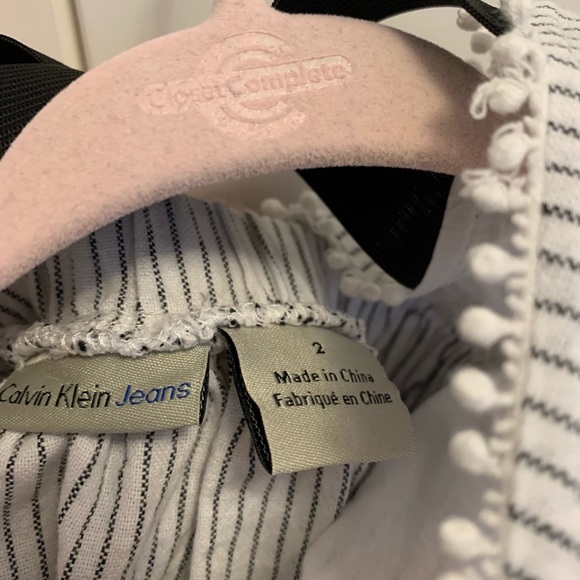 ClosetComplete
Calvin Klein Jeans
2
Made in China
Fabriqué en Chine